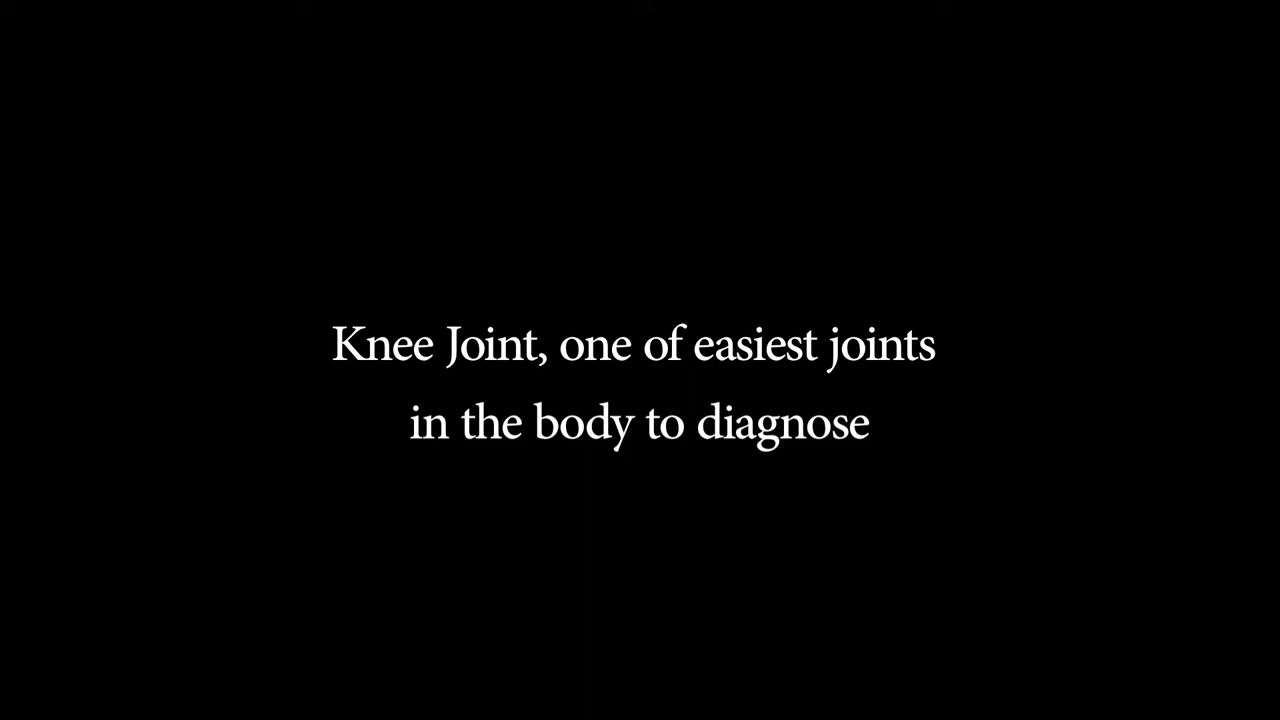 Knee Joint, one of easiest joints
in the body to diagnose